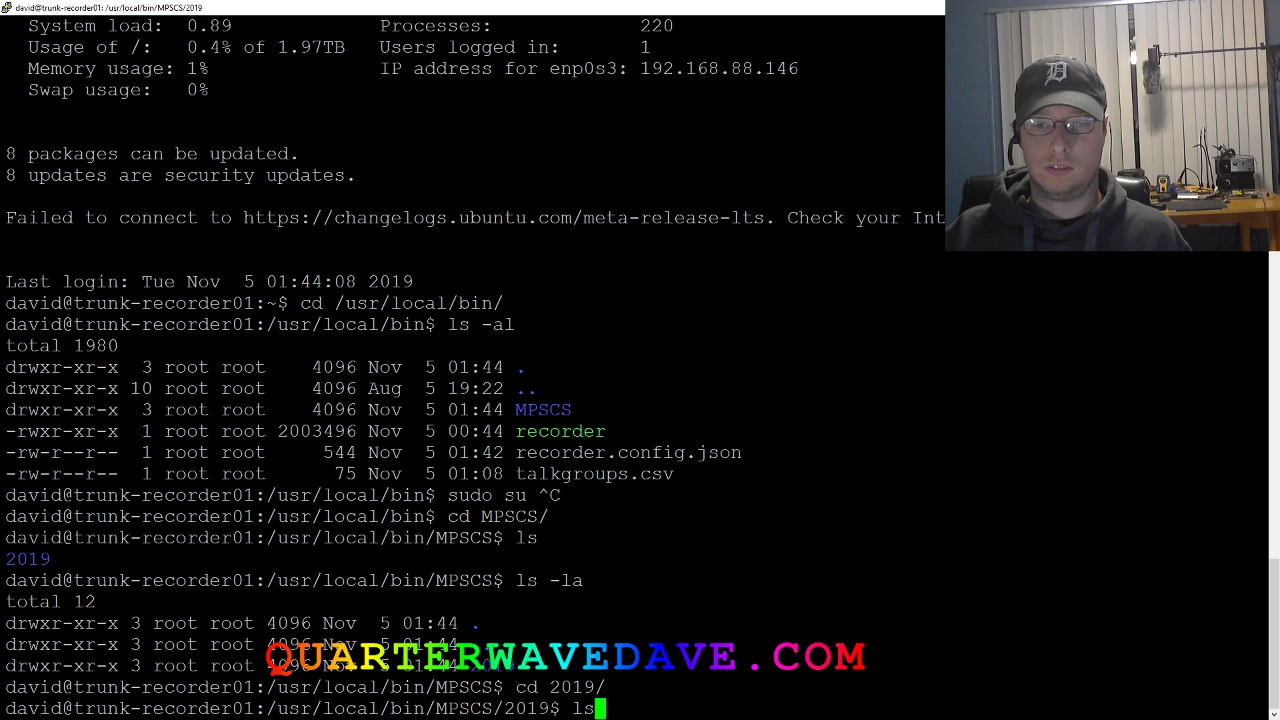 david@trunk-recorder01: /usr/local/bin/MPSCS/2019
System load: 0.89 Processes: 220
Usage of /: 0.4% of 1.97TB Users logged in: 1
Memory usage: 1% IP address for enp0s3: 192.168.88.146
Swap usage: 0%
8 packages can be updated.
8 updates are security updates.
Failed to connect to https://changelogs.ubuntu.com/meta-release-lts. Check your Int
Last login: Tue Nov 5 01:44:08 2019
david@trunk-recorder01:~$ cd /usr/local/bin/
david@trunk-recorder01:/usr/local/bin$ ls -al
total 1980
drwxr-xr-x 3 root root 4096 Nov 5 01:44 .
drwxr-xr-x 10 root root 4096 Aug 5 19:22 ..
drwxr-xr-x 3 root root 4096 Nov 5 01:44 MPSCS
-rwxr-xr-x 1 root root 2003496 Nov 5 00:44 recorder
-rw-r--r-- 1 root root 544 Nov 5 01:42 recorder.config.json
-rw-r--r-- 1 root root 75 Nov 5 01:08 talkgroups.csv
david@trunk-recorder01:/usr/local/bin$ sudo su ^C
david@trunk-recorder01:/usr/local/bin$ cd MPSCS/
david@trunk-recorder01:/usr/local/bin/MPSCS$ ls
2019
david@trunk-recorder01:/usr/local/bin/MPSCS$ ls -la
total 12
drwxr-xr-x 3 root root 4096 Nov 5 01:44 .
drwxr-xr-x 3 root root 4096 Nov 5 01:44
drwxr-xr-x 3 root root 4096 Nov 5 01:44 2019
QUARTERWAVEDAVE.COM
david@trunk-recorder01:/usr/local/bin/MPSCS$ cd 2019/
david@trunk-recorder01:/usr/local/bin/MPSCS/2019$ ls